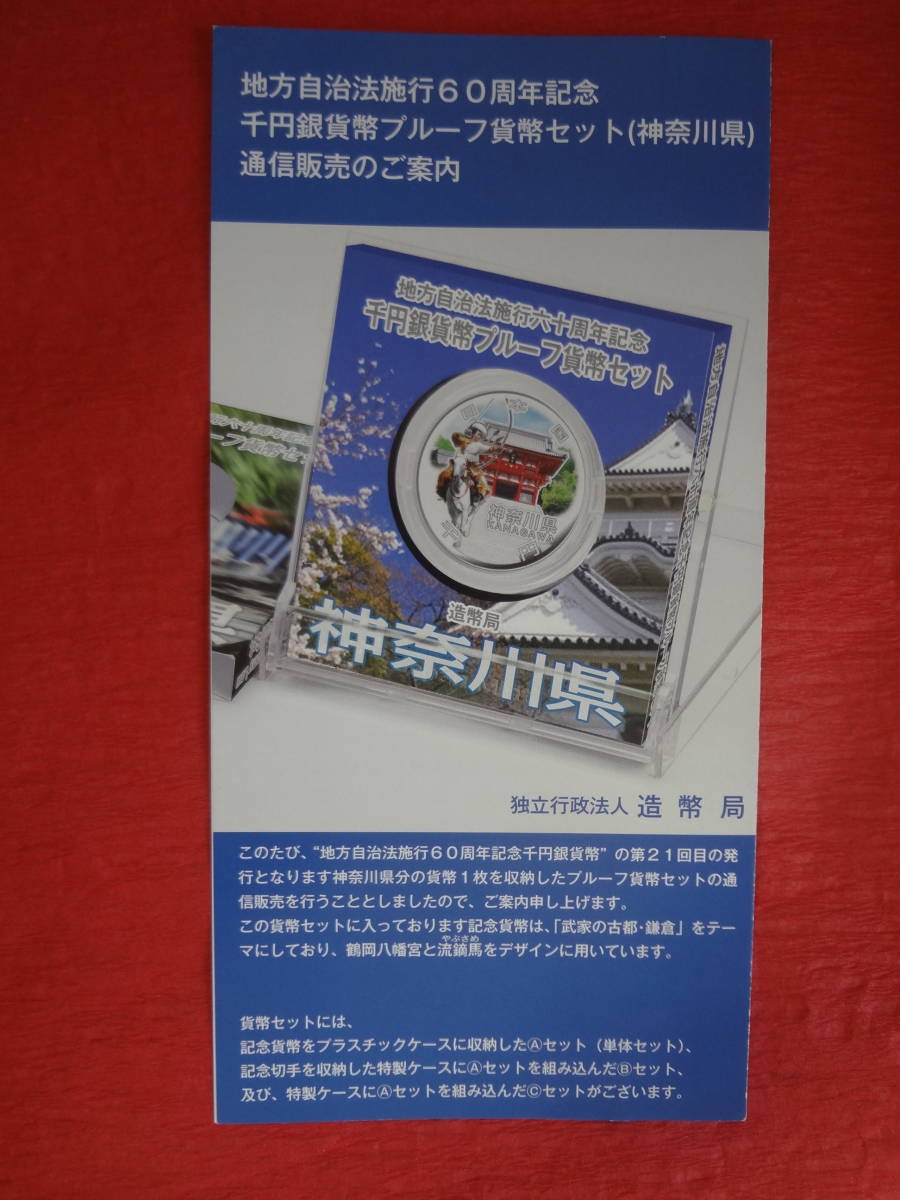 地方自治法施行60周年記念
千円銀貨幣プルーフ貨幣セット(神奈川県)
通信販売のご案内
地方自治法施行六十周年記念
千円銀貨幣プルーフ貨幣セット
日本国
神奈川県
KANAGAWA
千円
造幣局
神奈川県
独立行政法人 造幣局
このたび、“地方自治法施行60周年記念千円銀貨幣”の第21回目の発
行となります神奈川県分の貨幣1枚を収納したプルーフ貨幣セットの通
信販売を行うこととしましたので、ご案内申し上げます。
この貨幣セットに入っております記念貨幣は、「武家の古都・鎌倉」をテー
やぶさめ
マにしており、鶴岡八幡宮と流鏑馬をデザインに用いています。
貨幣セットには、
記念貨幣をプラスチックケースに収納したⒶセット（単体セット）、
記念切手を収納した特製ケースにⒶセットを組み込んだⒷセット、
及び、特製ケースにⒶセットを組み込んだⒸセットがございます。